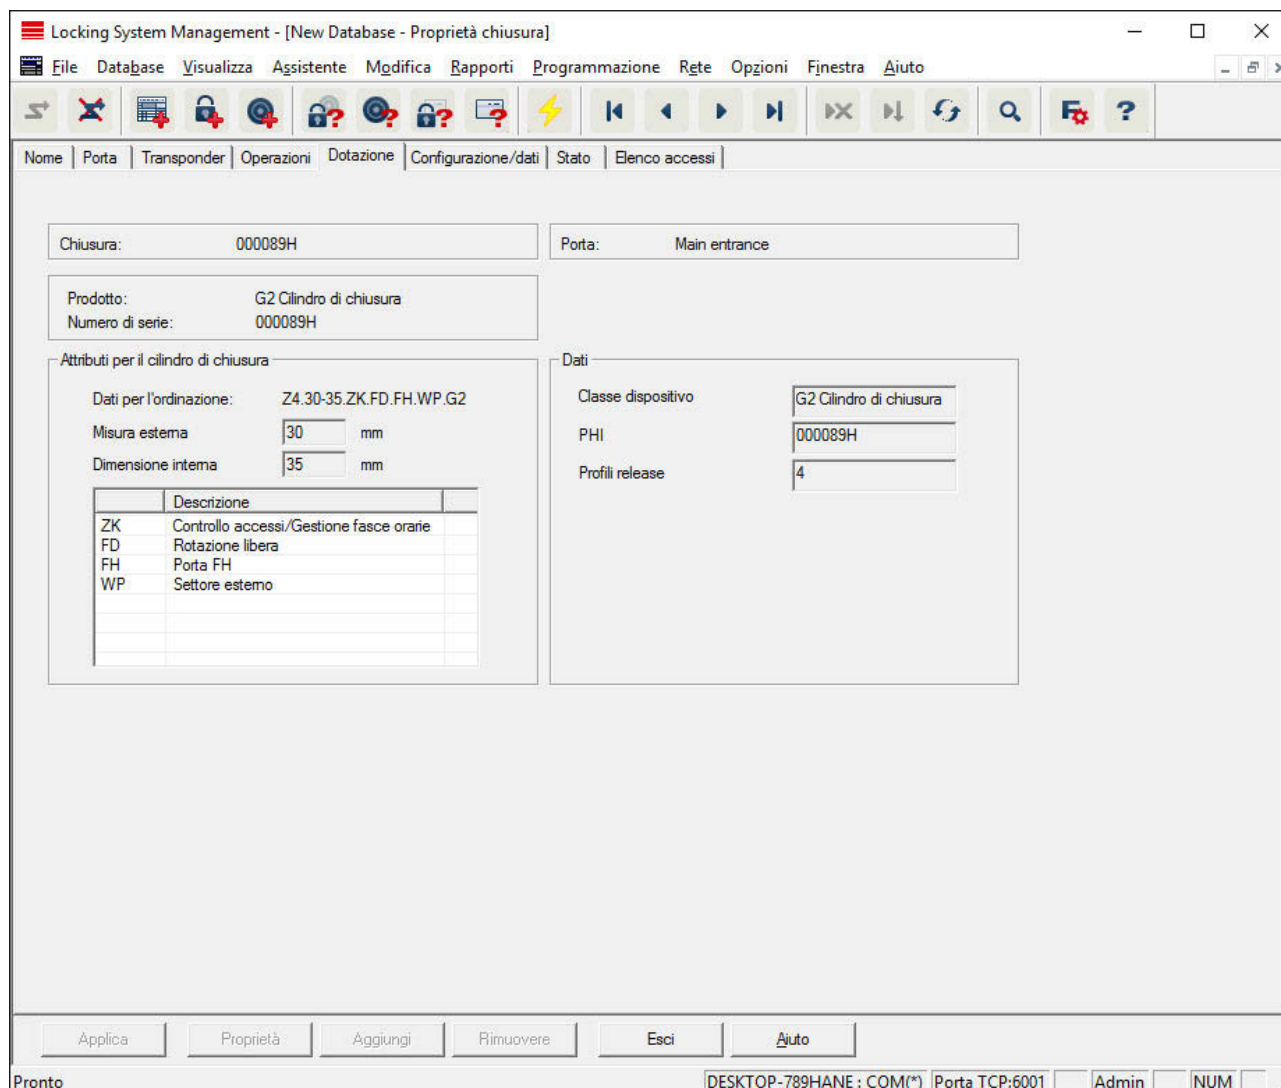 Locking System Management - [New Database - Proprietà chiusura]
File Database Visualizza Assistente Modifica Rapporti Programmazione Rete Opzioni Finestra Aiuto
Nome Porta Transponder Operazioni Dotazione Configurazione/dati Stato Elenco accessi
Chiusura: 000089H Porta: Main entrance
Prodotto: G2 Cilindro di chiusura
Numero di serie: 000089H
Attributi per il cilindro di chiusura Dati
Dati per l'ordinazione: Z4.30-35.ZK.FD.FH.WP.G2 Classe dispositivo G2 Cilindro di chiusura
Misura esterna 30 mm PHI 000089H
Dimensione interna 35 mm Profili release 4
Descrizione
ZK Controllo accessi/Gestione fasce orarie
FD Rotazione libera
FH Porta FH
WP Settore esterno
Applica Proprietà Aggiungi Rimuovere Esci Aiuto
Pronto DESKTOP-789HANE : COM(*) Porta TCP:6001 Admin NUM